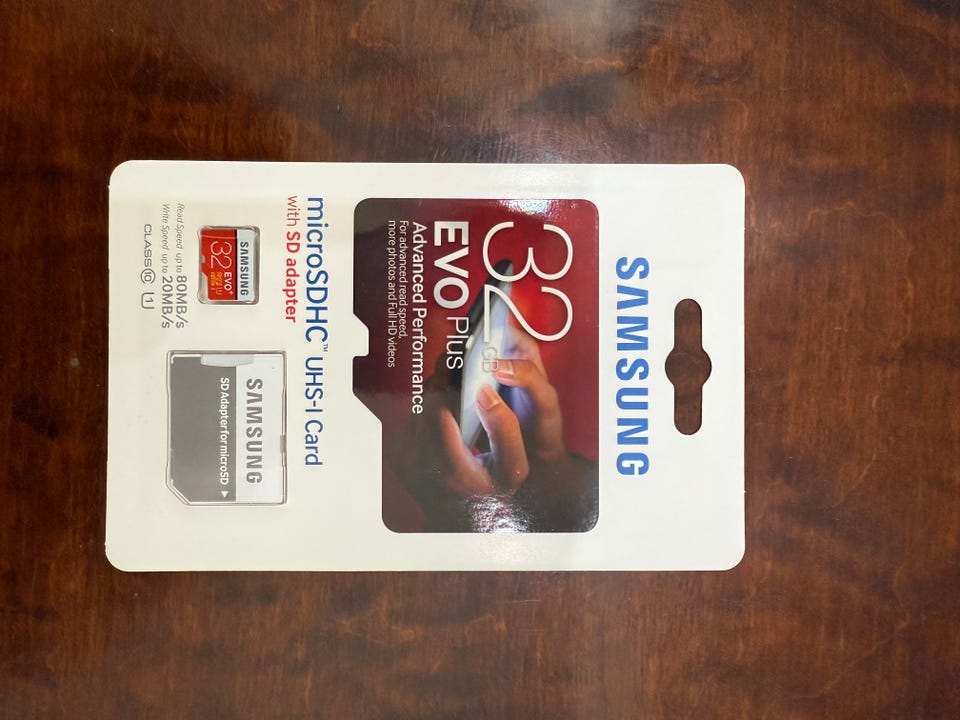 SAMSUNG
32GB
EVO Plus
Advanced Performance
For advanced read speed,
more photos and Full HD videos
microSDHC™ UHS-I Card
with SD adapter
SAMSUNG
32 EVO+
Read Speed up to 80MB/s
Write Speed up to 20MB/s
CLASS 10 1
SAMSUNG
SD Adapter for microSD